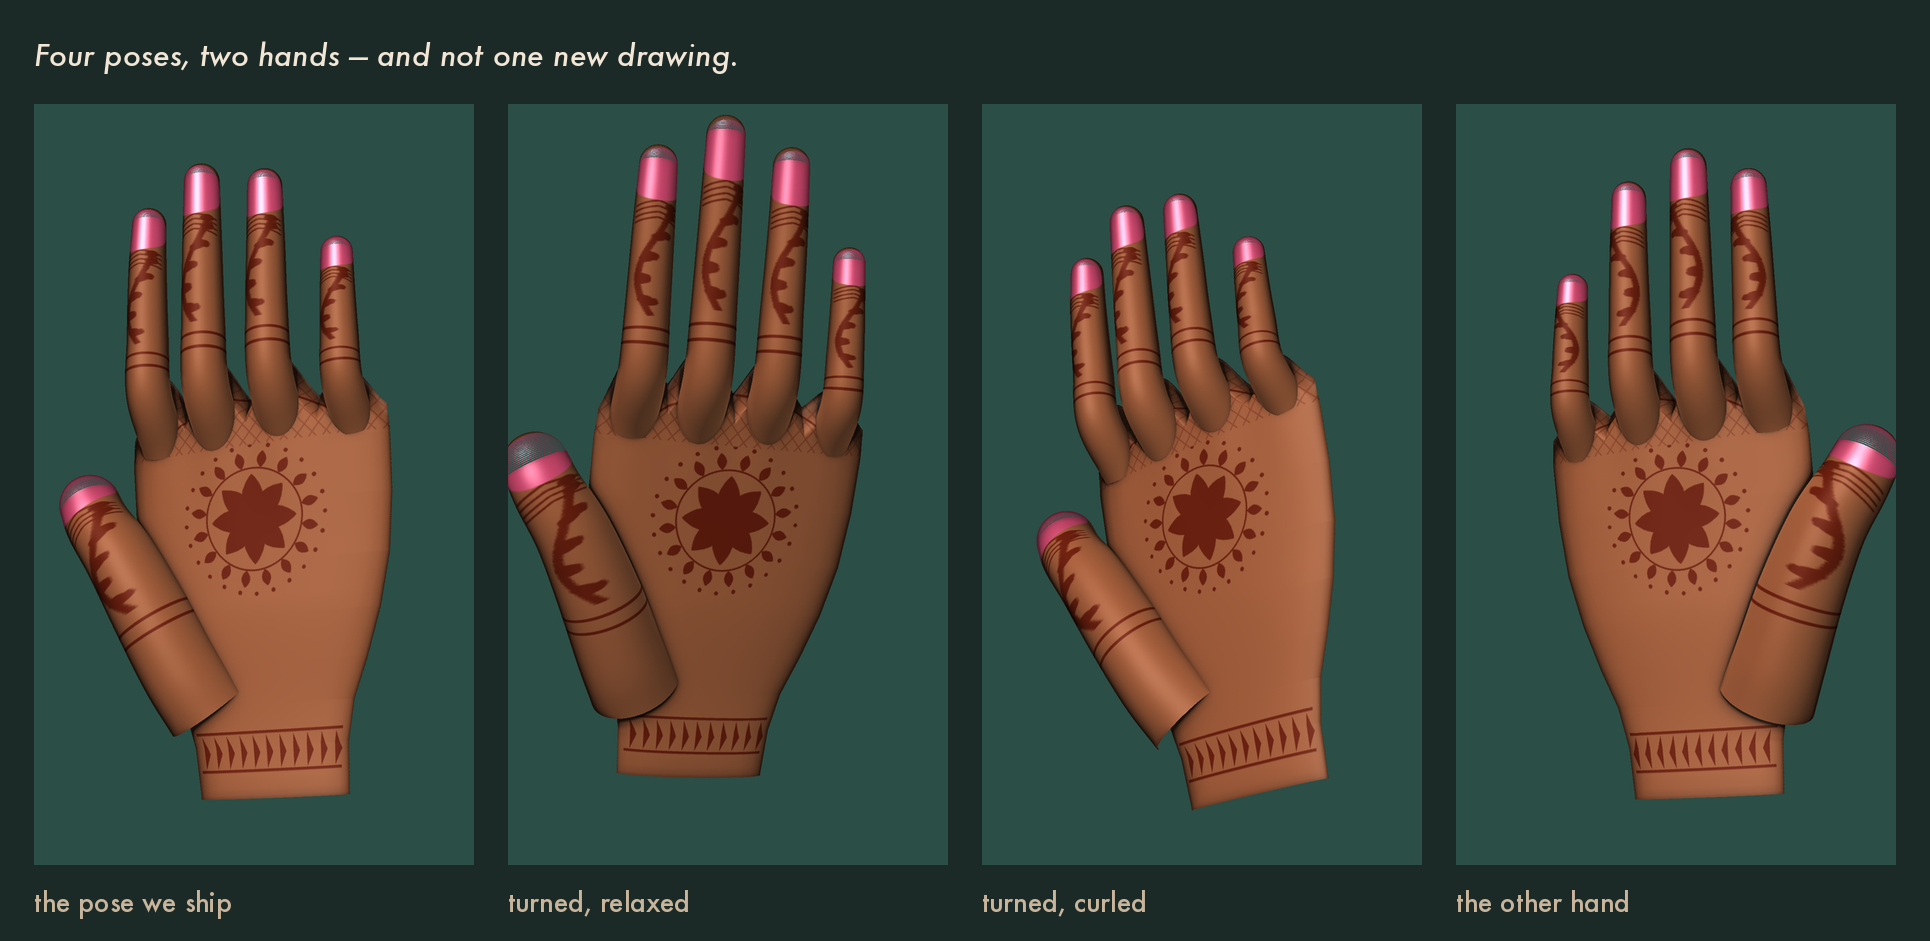 Four poses, two hands — and not one new drawing.
the pose we ship
turned, relaxed
turned, curled
the other hand